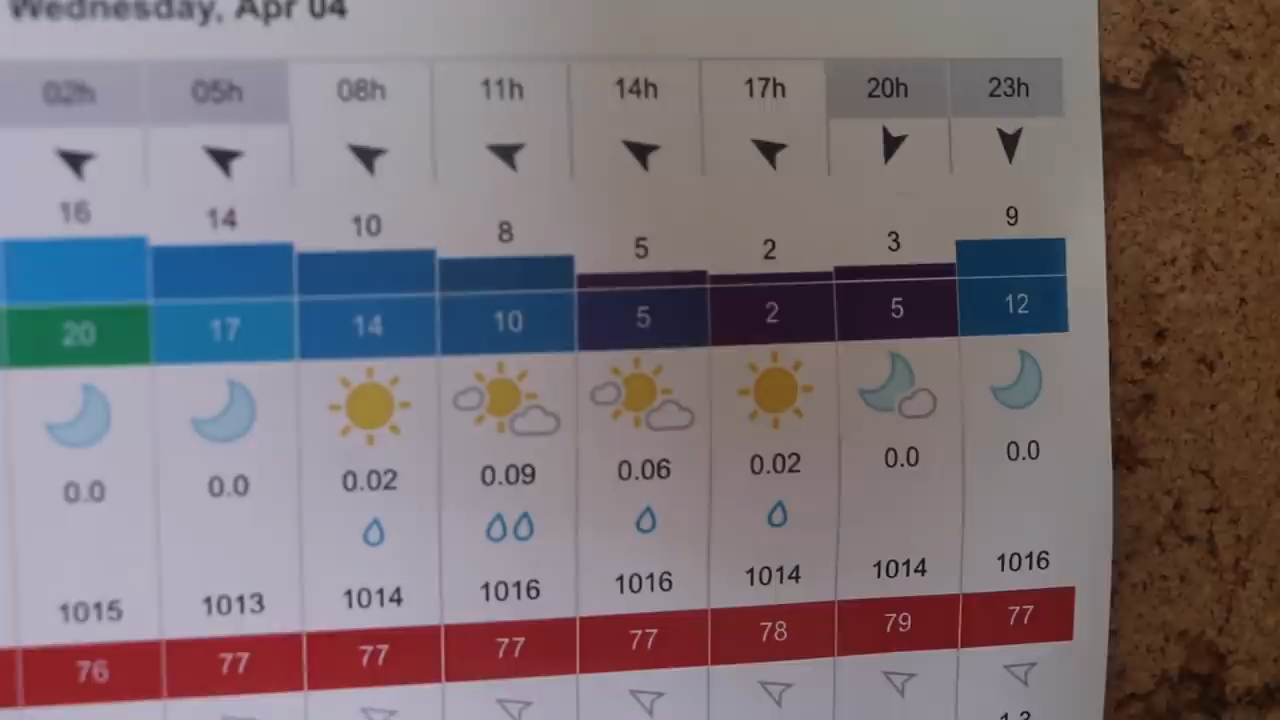 Wednesday, Apr 04
02h 05h 08h 11h 14h 17h 20h 23h
16 14 10 8 5 2 3 9
20 17 14 10 5 2 5 12
0.0 0.0 0.02 0.09 0.06 0.02 0.0 0.0
1015 1013 1014 1016 1016 1014 1014 1016
76 77 77 77 77 78 79 77